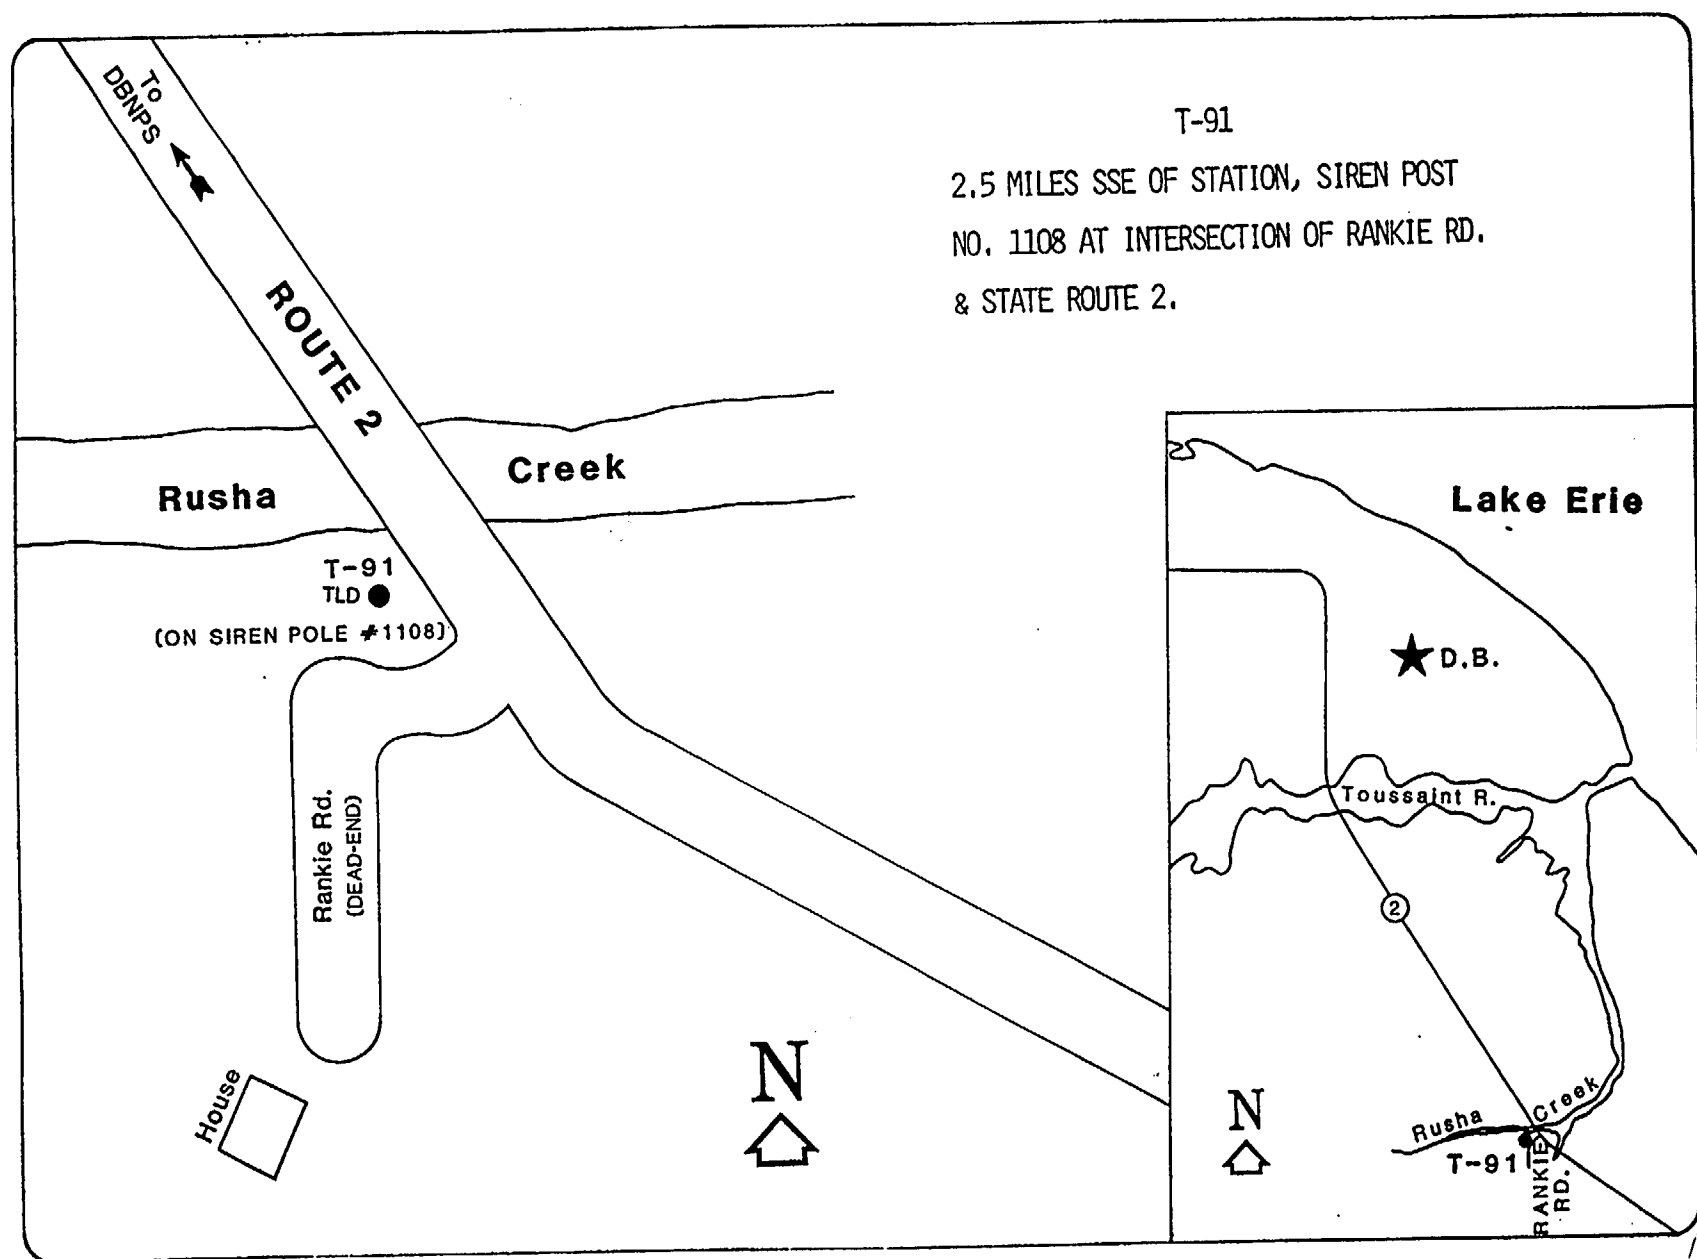 To
DBNPS
T-91
2.5 MILES SSE OF STATION, SIREN POST
NO. 1108 AT INTERSECTION OF RANKIE RD.
& STATE ROUTE 2.
ROUTE 2
Rusha Creek
T-91
TLD
(ON SIREN POLE #1108)
Rankie Rd.
(DEAD-END)
House
N
Lake Erie
D.B.
Toussaint R.
2
Rusha Creek
T-91
RANKIE
RD.
N